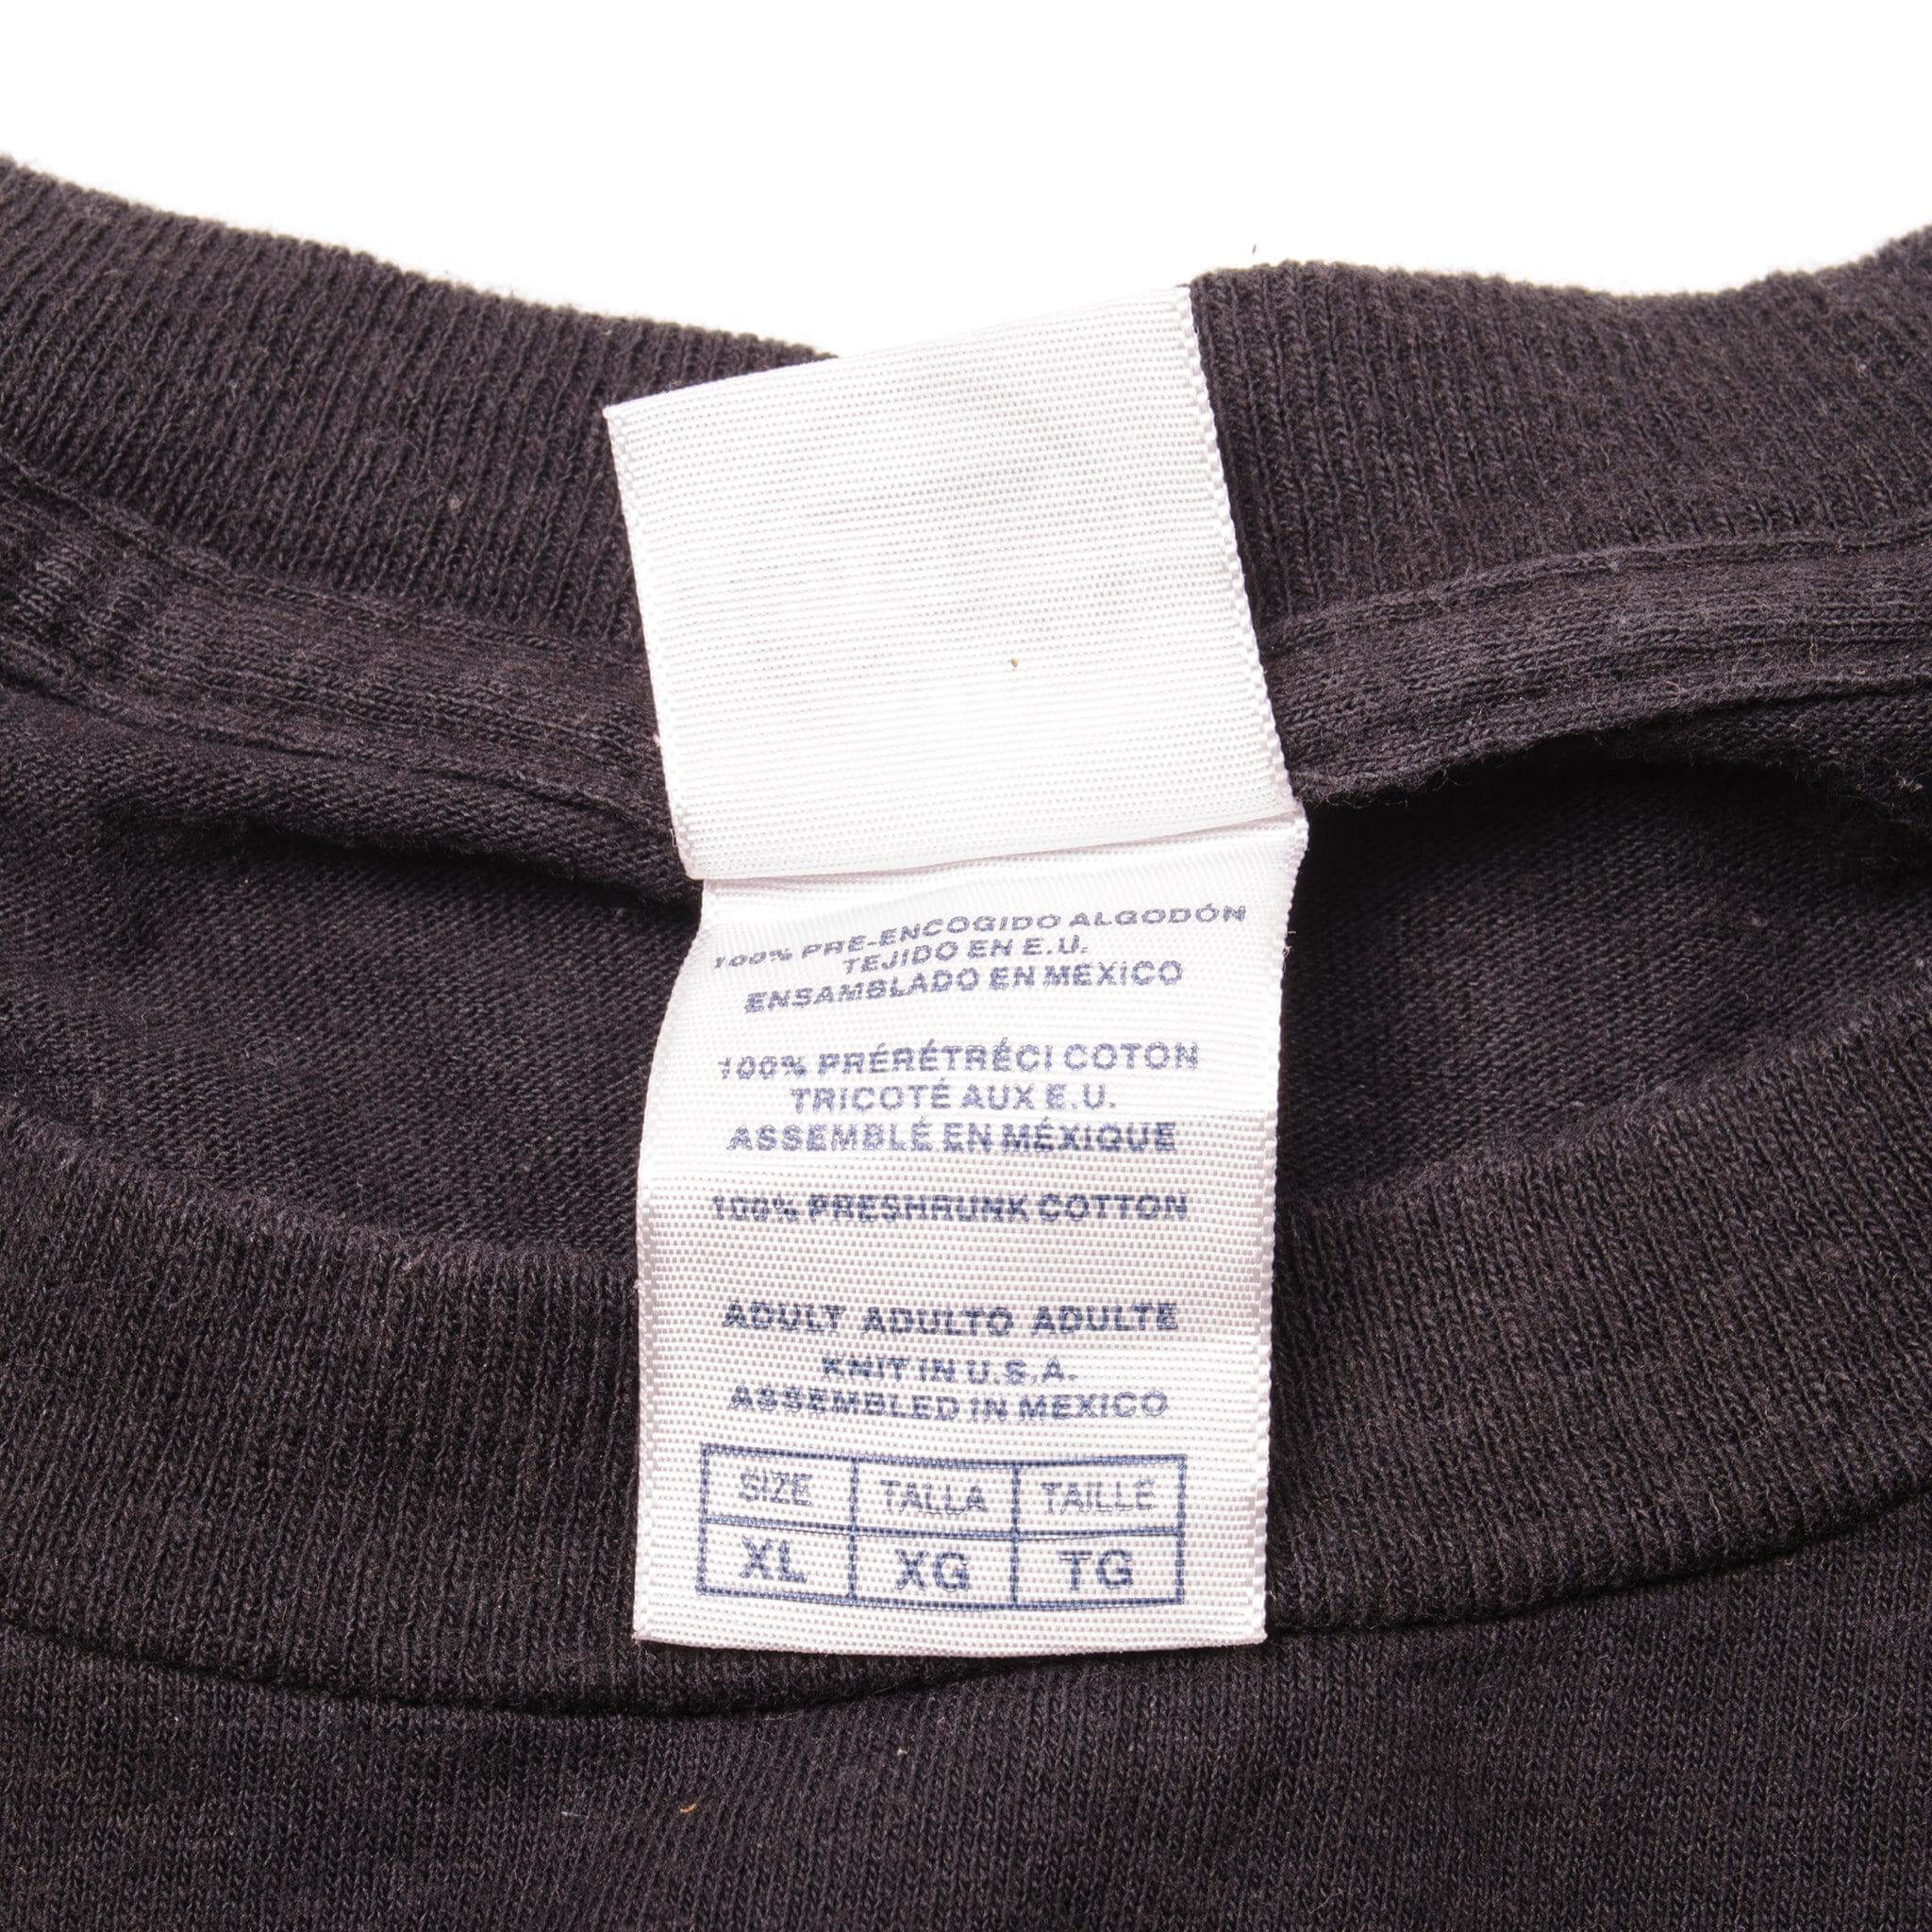 100% PRE-ENCOGIDO ALGODÓN
TEJIDO EN E.U.
ENSAMBLADO EN MEXICO
100% PRÉRÉTRÉCI COTON
TRICOTÉ AUX E.U.
ASSEMBLÉ EN MÉXIQUE
100% PRESHRUNK COTTON
ADULT ADULTO ADULTE
KNIT IN U.S.A.
ASSEMBLED IN MEXICO
SIZE TALLA TAILLE
XL XG TG